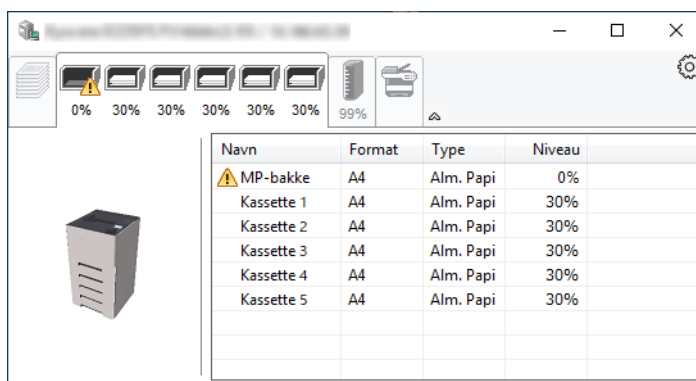 0% 30% 30% 30% 30% 30% 99%
Navn Format Type Niveau
MP-bakke A4 Alm. Papi 0%
Kassette 1 A4 Alm. Papi 30%
Kassette 2 A4 Alm. Papi 30%
Kassette 3 A4 Alm. Papi 30%
Kassette 4 A4 Alm. Papi 30%
Kassette 5 A4 Alm. Papi 30%